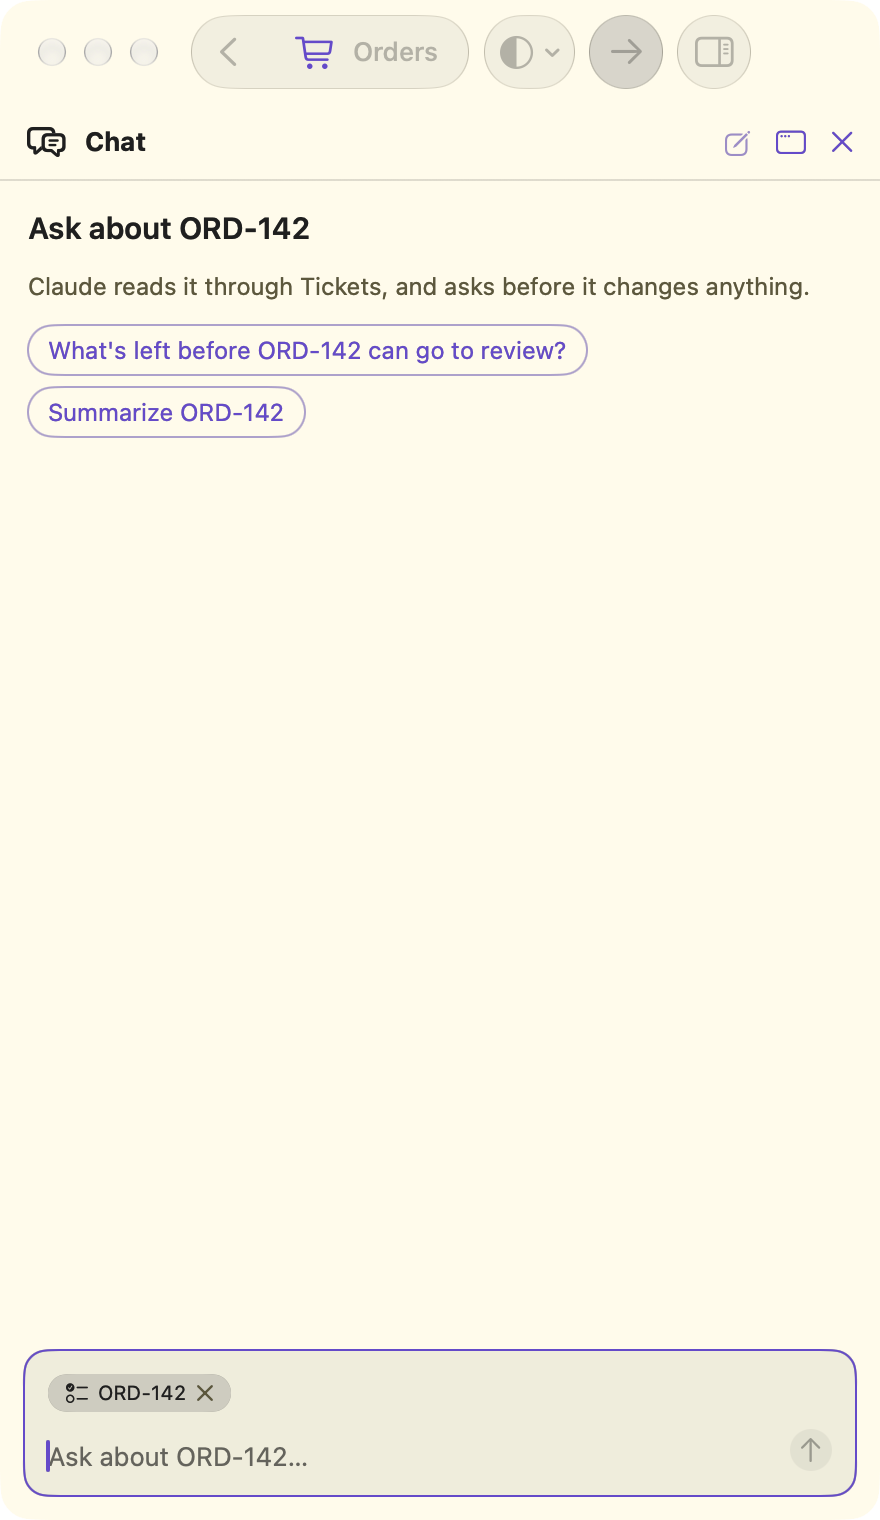 Orders
Chat
Ask about ORD-142
Claude reads it through Tickets, and asks before it changes anything.
What's left before ORD-142 can go to review?
Summarize ORD-142
ORD-142
Ask about ORD-142...